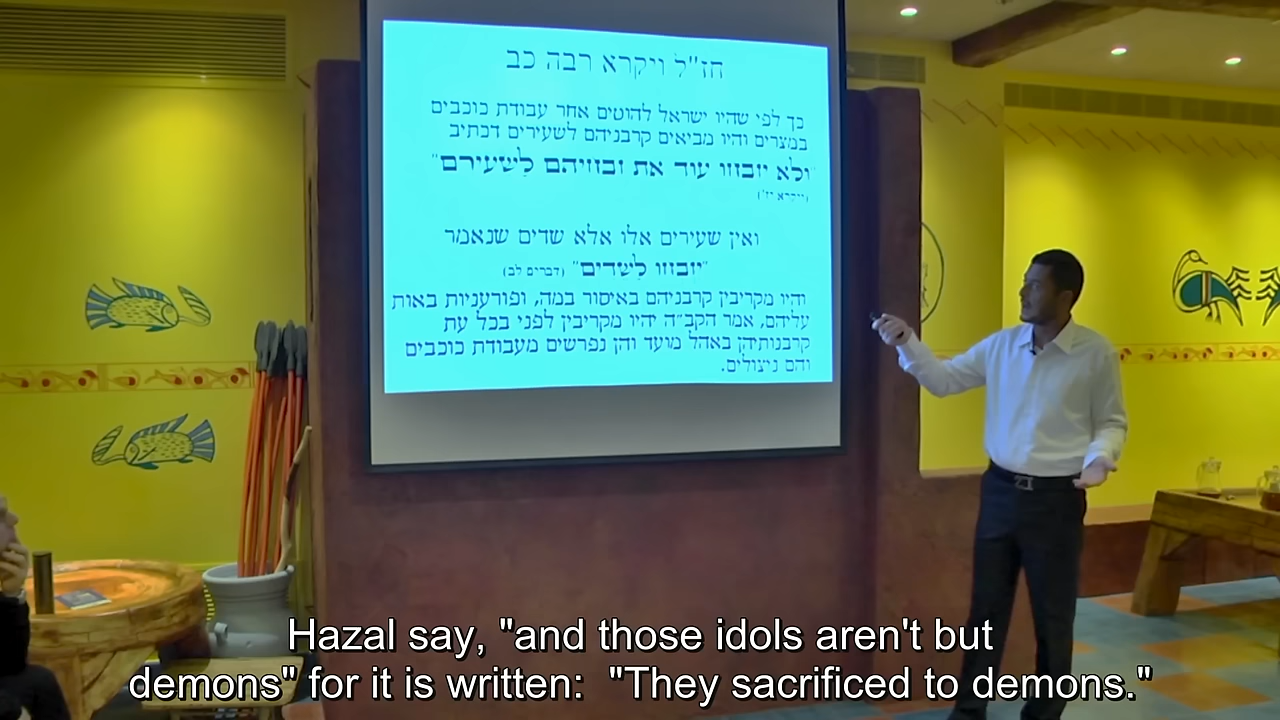 חז"ל ויקרא רבה כב
כך לפי שהיו ישראל להוטים אחר עבודת כוכבים
במצרים והיו מביאים קרבניהם לשעירים דכתיב
"ולא יזבחו עוד את זבחיהם לשעירם"
(ויקרא יז')
ואין שעירים אלו אלא שדים שנאמר
"יזבחו לשדים" (דברים לב)
והיו מקריבין קרבניהם באיסור במה, ופורעניות באות
עליהם, אמר הקב"ה יהיו מקריבין לפני בכל עת
קרבנותיהן באהל מועד והן נפרשים מעבודת כוכבים
והם ניצולים.
Hazal say, "and those idols aren't but
demons" for it is written:  "They sacrificed to demons."